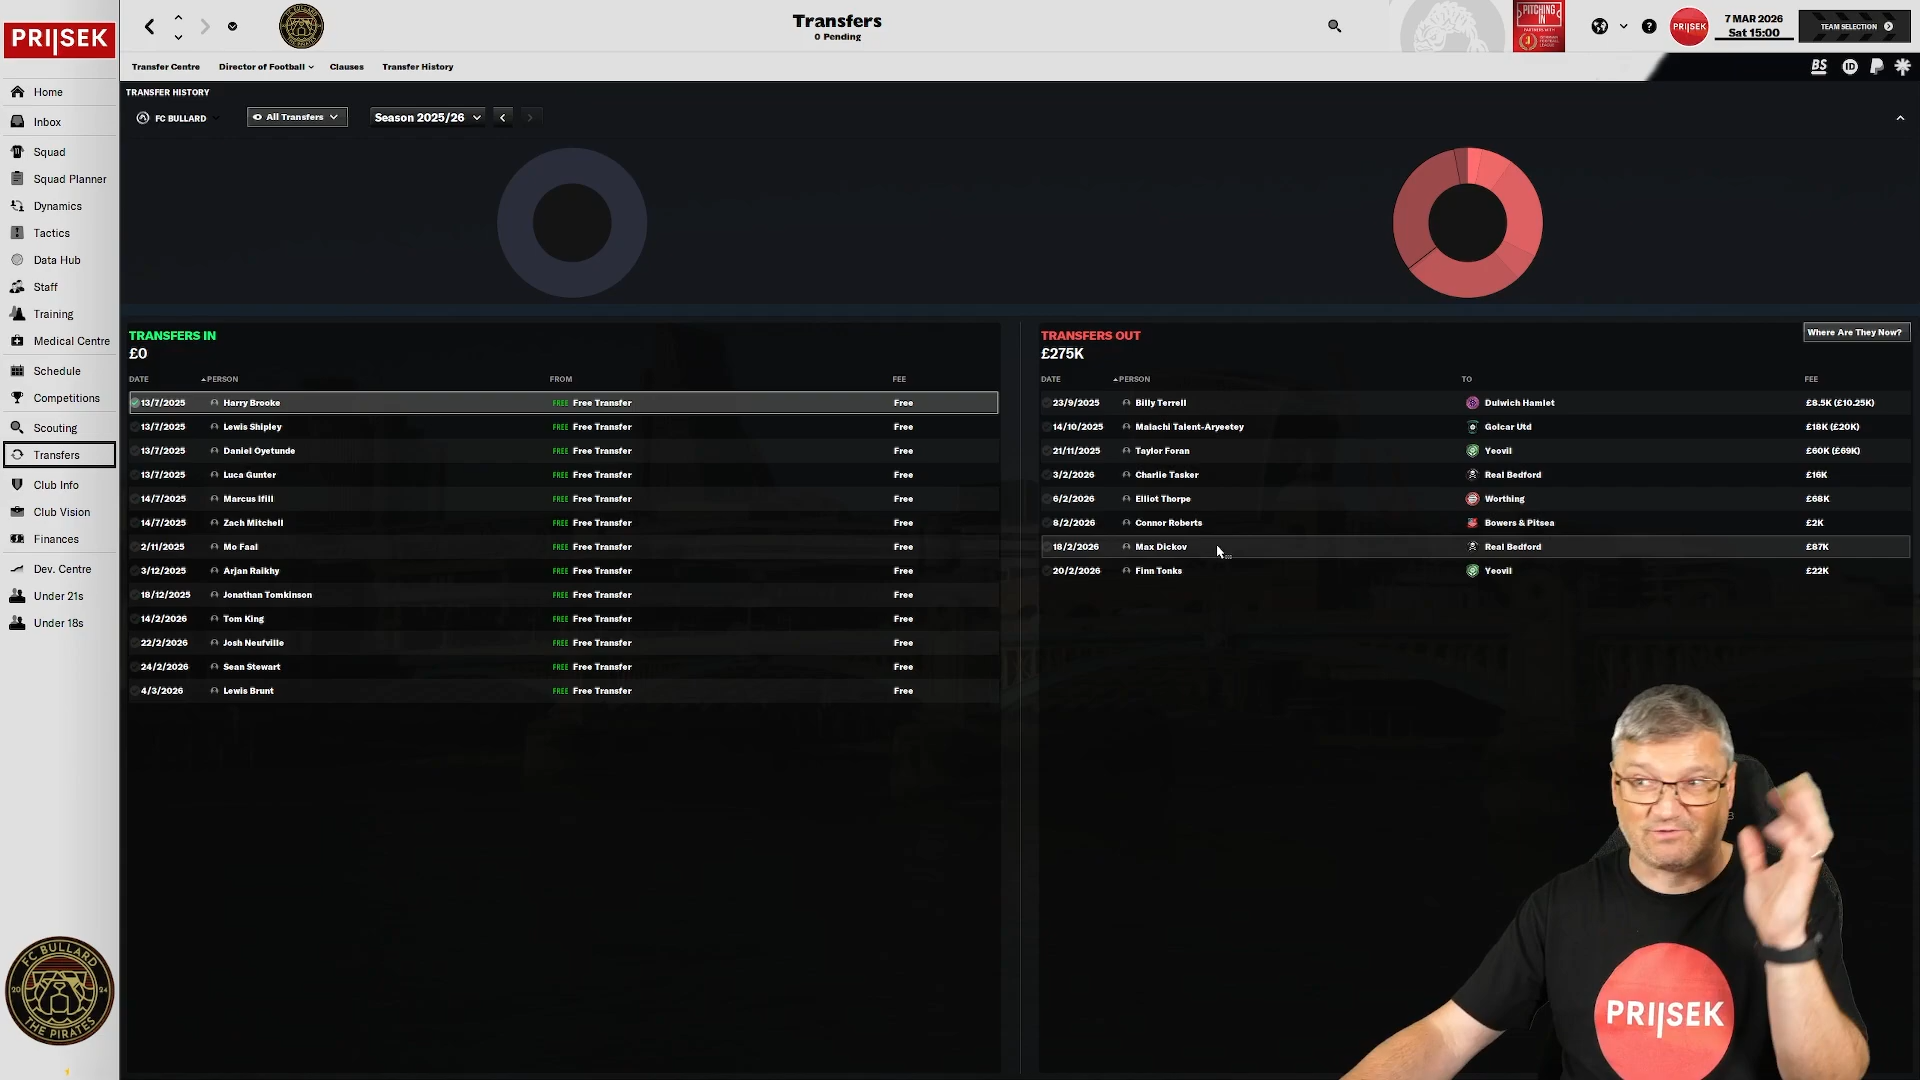 PRIJSEK
Transfers
0 Pending
PITCHING
IN
7 MAR 2026
Sat 15:00
TEAM SELECTION
Transfer Centre
Director of Football
Clauses
Transfer History
BS
ID
TRANSFER HISTORY
FC BULLARD
All Transfers
Season 2025/26
Home
Inbox
Squad
Squad Planner
Dynamics
Tactics
Data Hub
Staff
Training
Medical Centre
Schedule
Competitions
Scouting
Transfers
Club Info
Club Vision
Finances
Dev. Centre
Under 21s
Under 18s
TRANSFERS IN
£0
DATE PERSON FROM FEE
13/7/2025 Harry Brooke FREE Free Transfer Free
13/7/2025 Lewis Shipley FREE Free Transfer Free
13/7/2025 Daniel Oyetunde FREE Free Transfer Free
13/7/2025 Luca Gunter FREE Free Transfer Free
14/7/2025 Marcus Ifill FREE Free Transfer Free
14/7/2025 Zach Mitchell FREE Free Transfer Free
2/11/2025 Mo Faal FREE Free Transfer Free
3/12/2025 Arjan Raikhy FREE Free Transfer Free
18/12/2025 Jonathan Tomkinson FREE Free Transfer Free
14/2/2026 Tom King FREE Free Transfer Free
22/2/2026 Josh Neufville FREE Free Transfer Free
24/2/2026 Sean Stewart FREE Free Transfer Free
4/3/2026 Lewis Brunt FREE Free Transfer Free
TRANSFERS OUT
£275K
Where Are They Now?
DATE PERSON TO FEE
23/9/2025 Billy Terrell Dulwich Hamlet £8.5K (£10.25K)
14/10/2025 Malachi Talent-Aryeetey Golcar Utd £18K (£20K)
21/11/2025 Taylor Foran Yeovil £60K (£69K)
3/2/2026 Charlie Tasker Real Bedford £16K
6/2/2026 Elliot Thorpe Worthing £68K
8/2/2026 Connor Roberts Bowers & Pitsea £2K
18/2/2026 Max Dickov Real Bedford £87K
20/2/2026 Finn Tonks Yeovil £22K
FC BULLARD
20 24
THE PIRATES
PRIJSEK